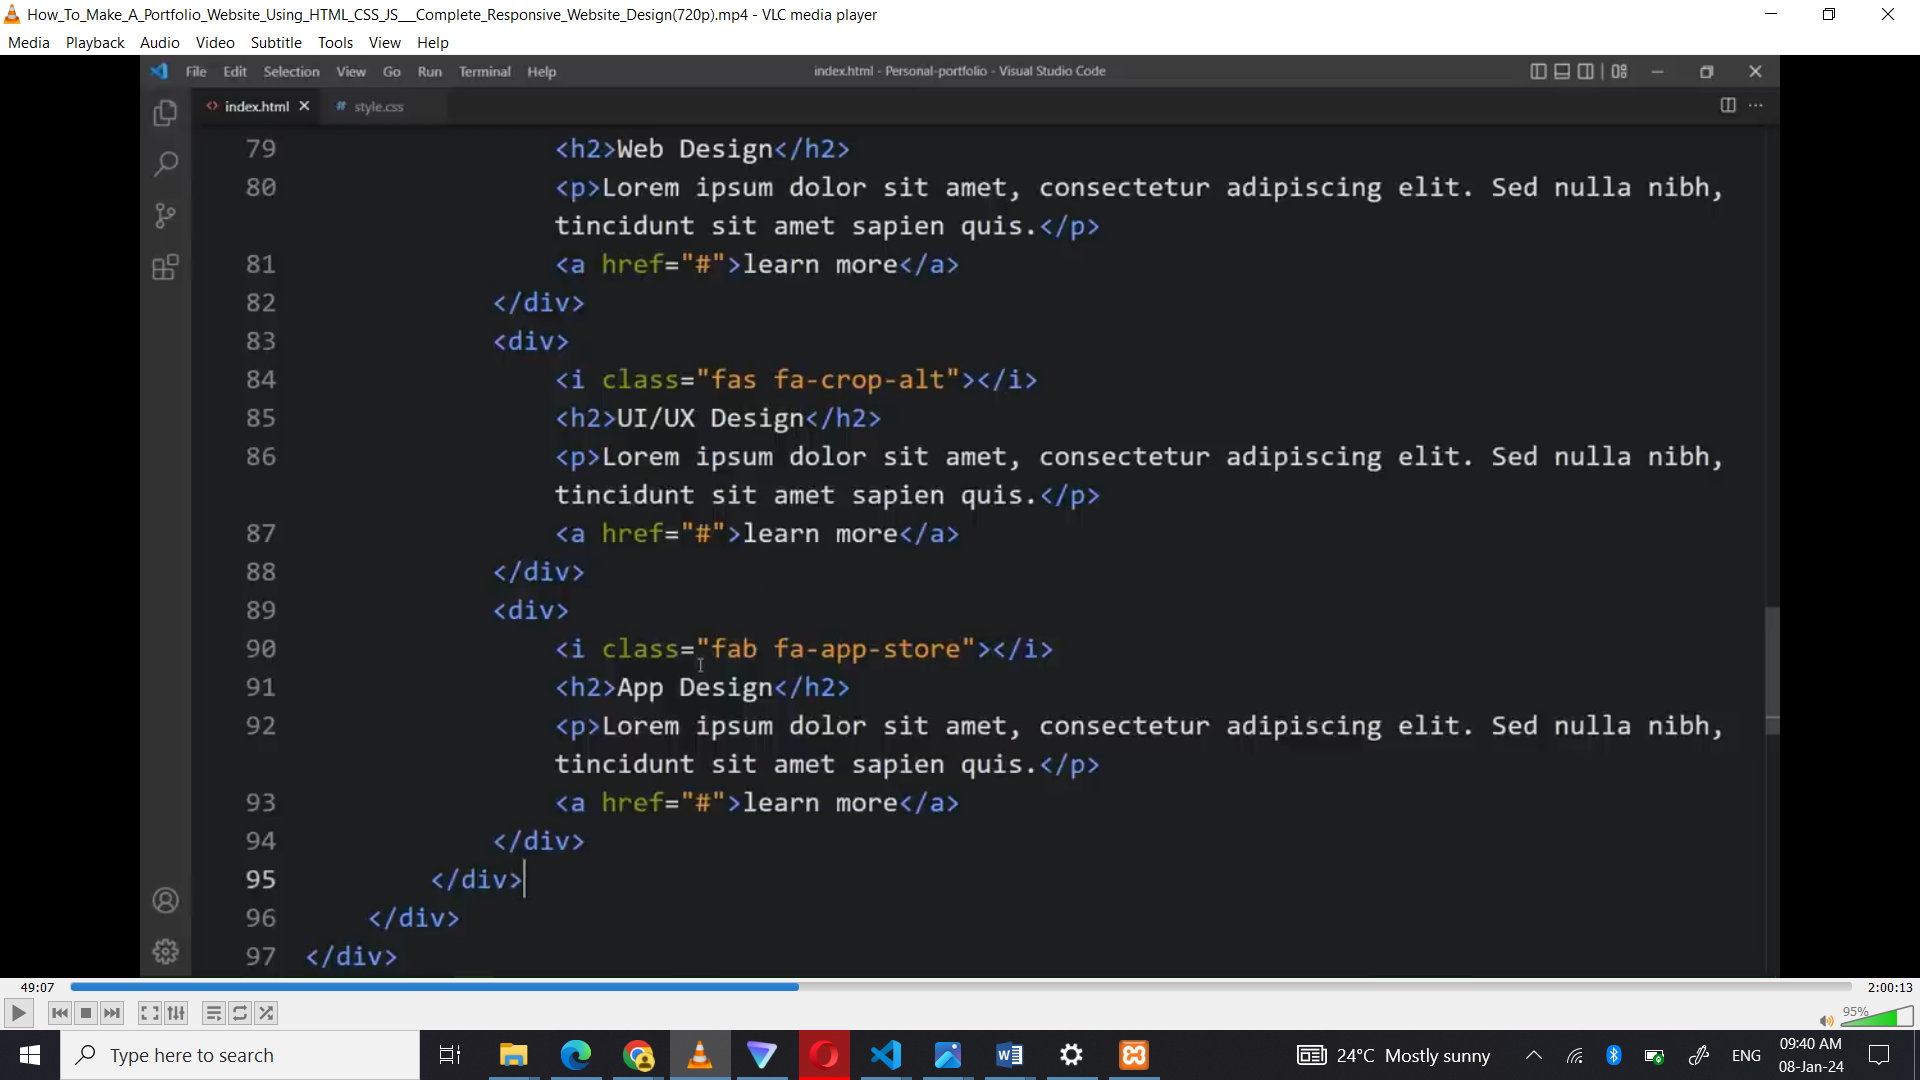 How_To_Make_A_Portfolio_Website_Using_HTML_CSS_JS___Complete_Responsive_Website_Design(720p).mp4 - VLC media player
Media Playback Audio Video Subtitle Tools View Help
File Edit Selection View Go Run Terminal Help index.html - Personal-portfolio - Visual Studio Code
<> index.html # style.css
79 <h2>Web Design</h2>
80 <p>Lorem ipsum dolor sit amet, consectetur adipiscing elit. Sed nulla nibh,
tincidunt sit amet sapien quis.</p>
81 <a href="#">learn more</a>
82 </div>
83 <div>
84 <i class="fas fa-crop-alt"></i>
85 <h2>UI/UX Design</h2>
86 <p>Lorem ipsum dolor sit amet, consectetur adipiscing elit. Sed nulla nibh,
tincidunt sit amet sapien quis.</p>
87 <a href="#">learn more</a>
88 </div>
89 <div>
90 <i class="fab fa-app-store"></i>
91 <h2>App Design</h2>
92 <p>Lorem ipsum dolor sit amet, consectetur adipiscing elit. Sed nulla nibh,
tincidunt sit amet sapien quis.</p>
93 <a href="#">learn more</a>
94 </div>
95 </div>
96 </div>
97 </div>
49:07 2:00:13
95%
Type here to search 24°C Mostly sunny ENG 09:40 AM
08-Jan-24